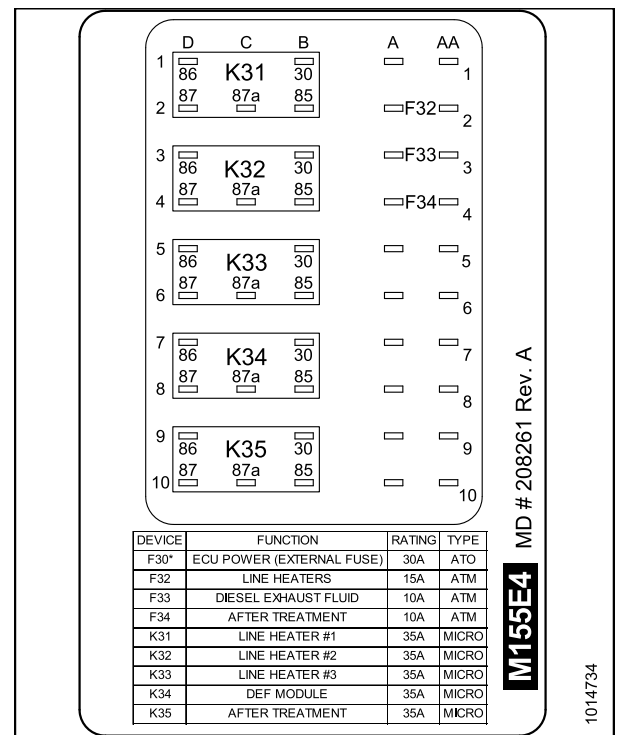 D C B A AA
1 86 K31 30 1
2 87 87a 85 F32 2
3 86 K32 30 F33 3
4 87 87a 85 F34 4
5 86 K33 30 5
6 87 87a 85 6
7 86 K34 30 7
8 87 87a 85 8
9 86 K35 30 9
10 87 87a 85 10
DEVICE FUNCTION RATING TYPE
F30* ECU POWER (EXTERNAL FUSE) 30A ATO
F32 LINE HEATERS 15A ATM
F33 DIESEL EXHAUST FLUID 10A ATM
F34 AFTER TREATMENT 10A ATM
K31 LINE HEATER #1 35A MICRO
K32 LINE HEATER #2 35A MICRO
K33 LINE HEATER #3 35A MICRO
K34 DEF MODULE 35A MICRO
K35 AFTER TREATMENT 35A MICRO
M155E4 MD # 208261 Rev. A
1014734